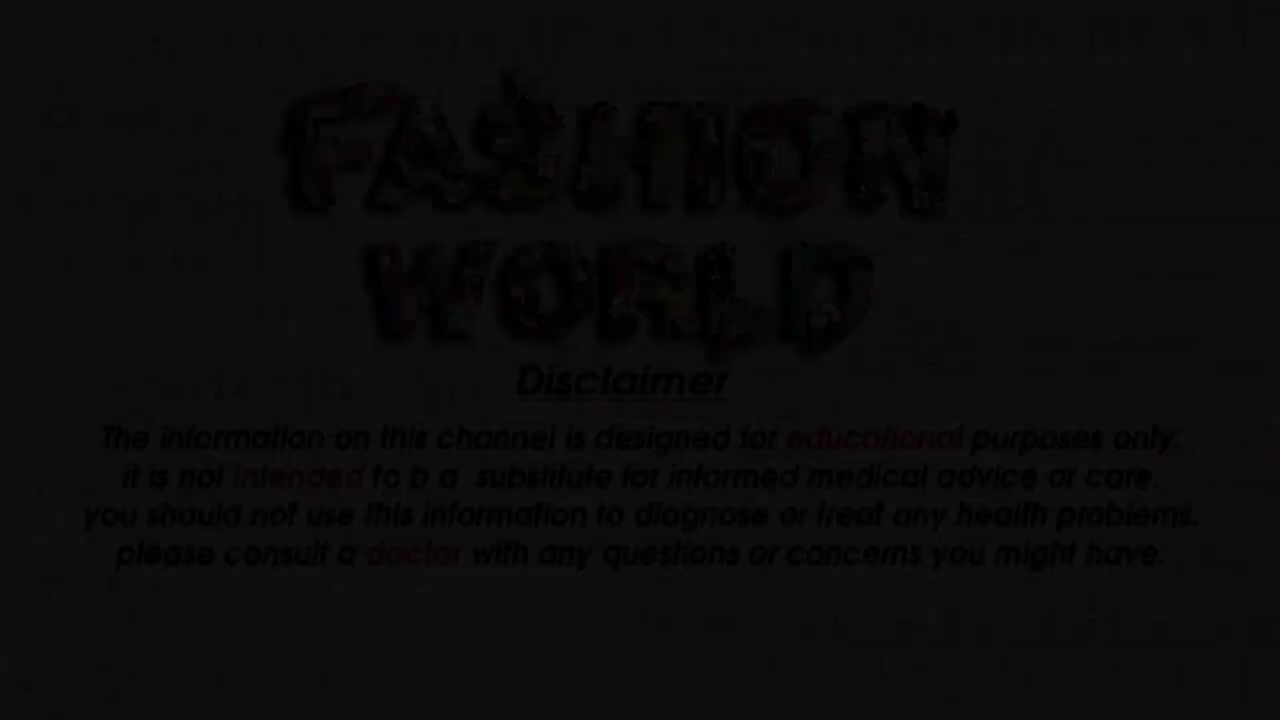 FASHION
WORLD
Disclaimer
The information on this channel is designed for educational purposes only.
it is not intended to b a substitute for informed medical advice or care.
you should not use this information to diagnose or treat any health problems.
please consult a doctor with any questions or concerns you might have.